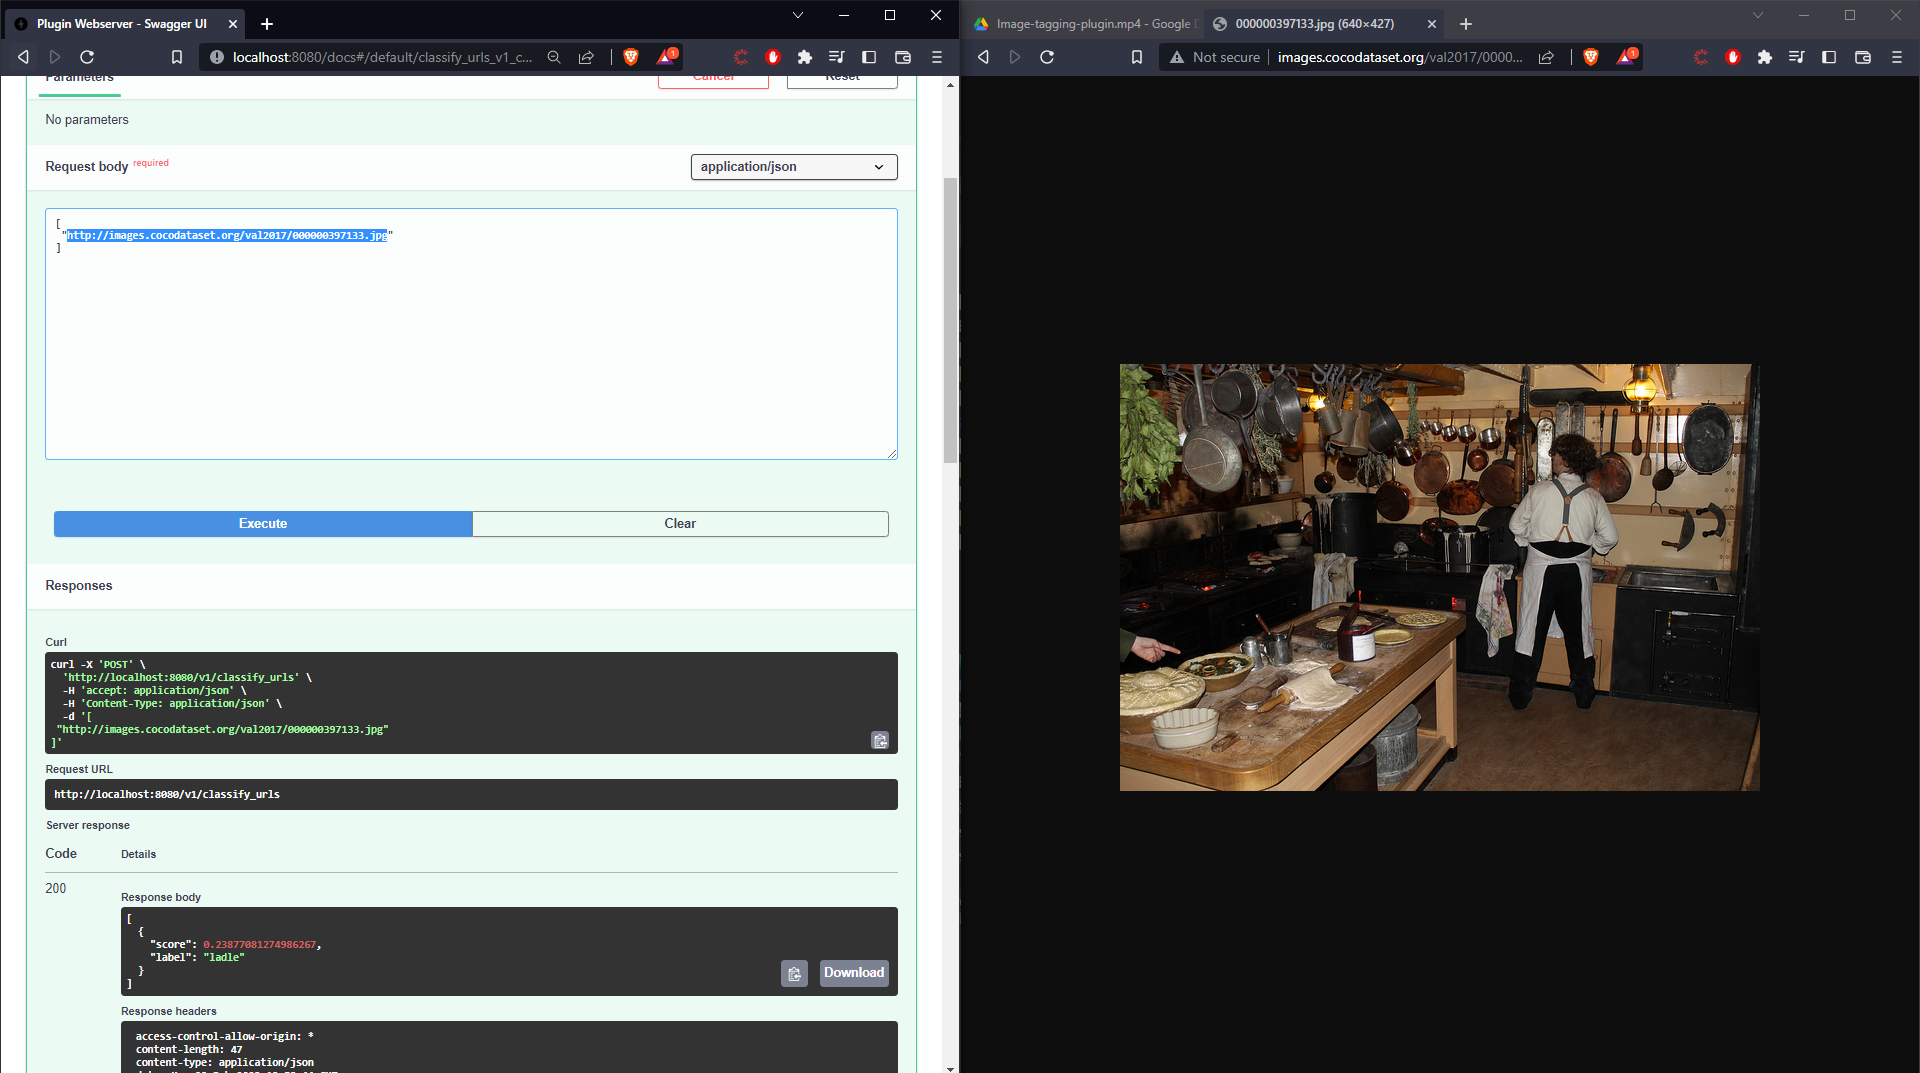 Plugin Webserver - Swagger UI
localhost:8080/docs#/default/classify_urls_v1_c...
1
Parameters
Cancel
Reset
No parameters
Request body required
application/json
[
"http://images.cocodataset.org/val2017/000000397133.jpg"
]
Execute
Clear
Responses
Curl
curl -X 'POST' \
'http://localhost:8080/v1/classify_urls' \
-H 'accept: application/json' \
-H 'Content-Type: application/json' \
-d '[
"http://images.cocodataset.org/val2017/000000397133.jpg"
]'
Request URL
http://localhost:8080/v1/classify_urls
Server response
Code
Details
200
Response body
[
{
"score": 0.23877081274986267,
"label": "ladle"
}
]
Download
Response headers
access-control-allow-origin: *
content-length: 47
content-type: application/json
Image-tagging-plugin.mp4 - Google
000000397133.jpg (640×427)
Not secure
images.cocodataset.org/val2017/0000...
1